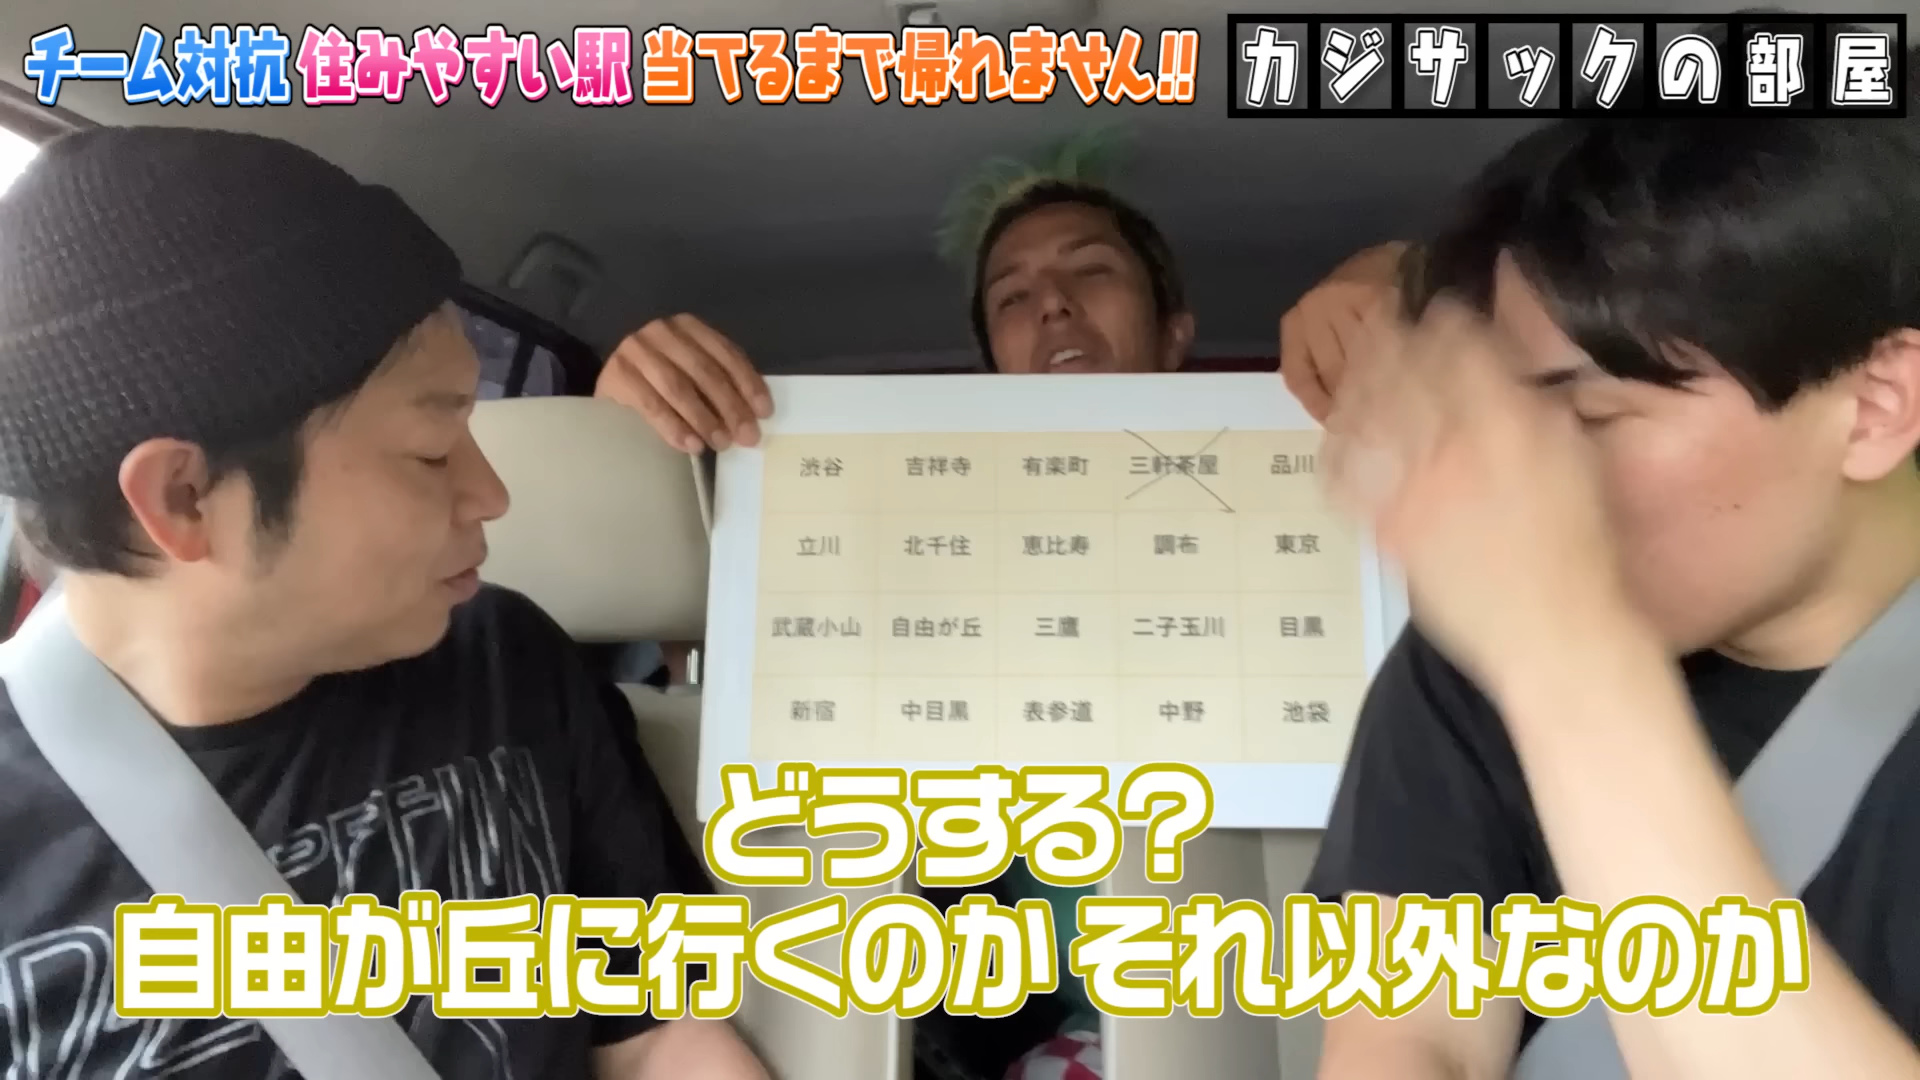 チーム対抗 住みやすい駅 当てるまで帰れません!!
カジサックの部屋
渋谷 吉祥寺 有楽町 三軒茶屋 品川
立川 北千住 恵比寿 調布 東京
武蔵小山 自由が丘 三鷹 二子玉川 目黒
新宿 中目黒 表参道 中野 池袋
どうする?
自由が丘に行くのか それ以外なのか